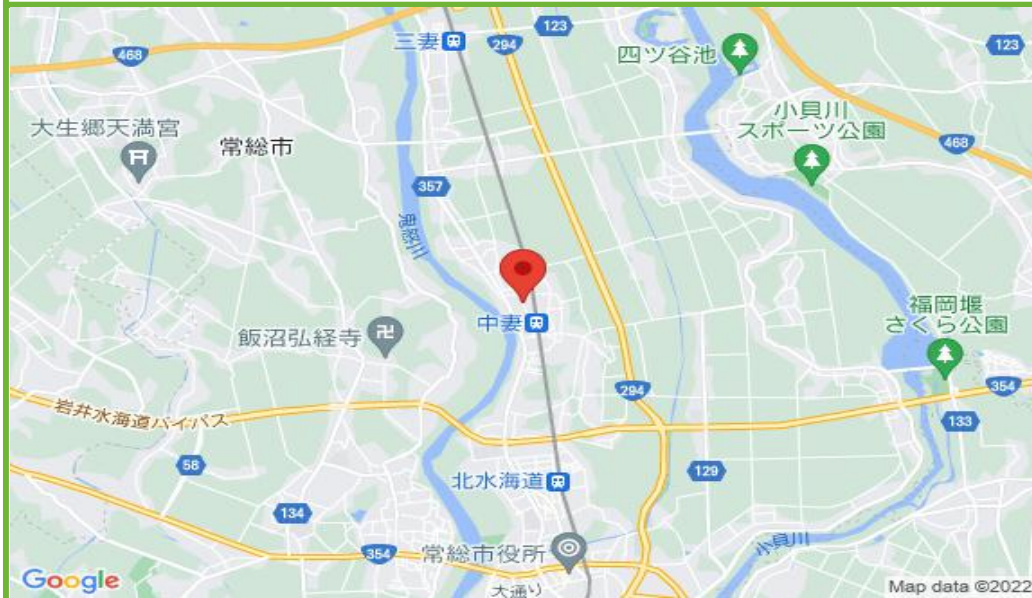 123
三妻
294
四ツ谷池
123
468
小貝川
スポーツ公園
大生郷天満宮
常総市
468
357
鬼怒川
中妻
福岡堰
さくら公園
飯沼弘経寺
294
354
岩井水海道バイパス
133
58
129
北水海道
134
小貝川
354
常総市役所
Google
大通り
Map data ©2022